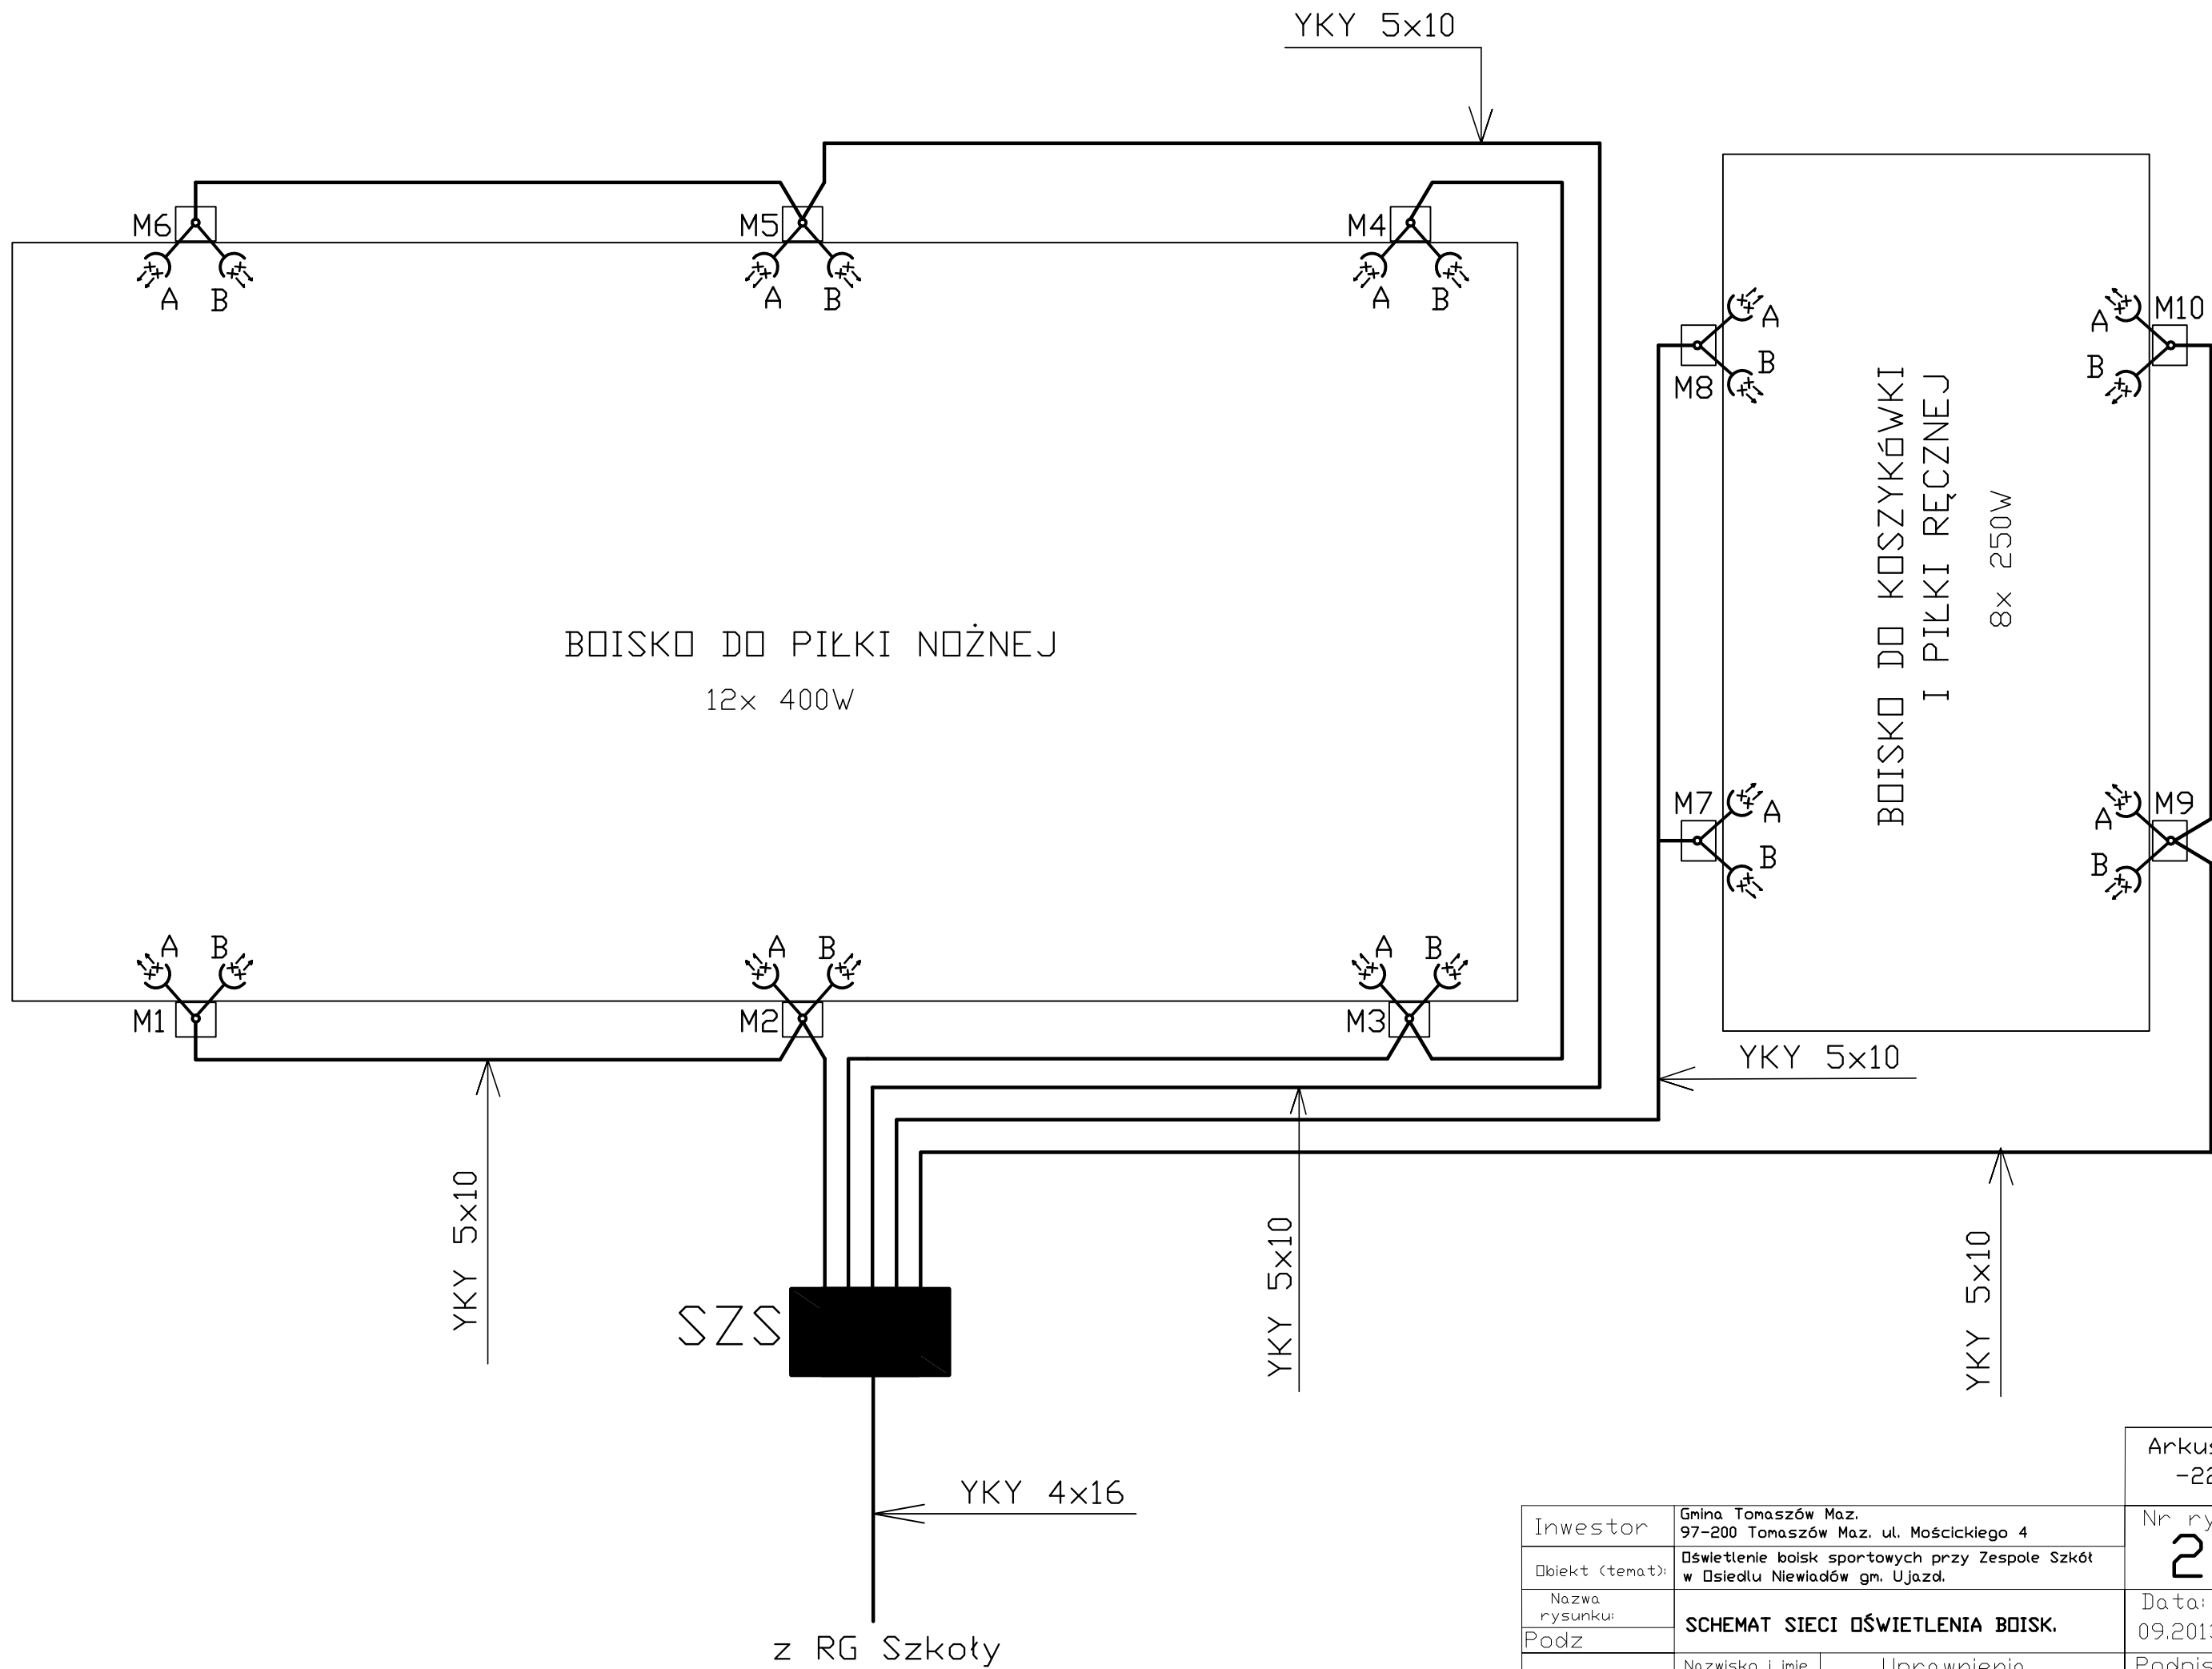 YKY 5x10
M6
M5
M4
A B
A B
A B
M10
A
A
M8
B
B
BOISKO DO KOSZYKóWKI
I PIŁKI RĘCZNEJ
8x 250W
BOISKO DO PIŁKI NOŻNEJ
12x 400W
M7
A
B
M9
A
B
A B
A B
A B
M1
M2
M3
YKY 5x10
YKY 5x10
YKY 5x10
YKY 5x10
SZS
YKY 4x16
z RG Szkoły
Inwestor
Gmina Tomaszów Maz.
97-200 Tomaszów Maz. ul. Mościckiego 4
Obiekt (temat):
Oświetlenie boisk sportowych przy Zespole Szkół
w Osiedlu Niewiadów gm. Ujazd.
Nazwa
rysunku:
SCHEMAT SIECI OŚWIETLENIA BOISK.
Podz
Nazwisko i imię
Uprawnienia
Nr
2
Data: